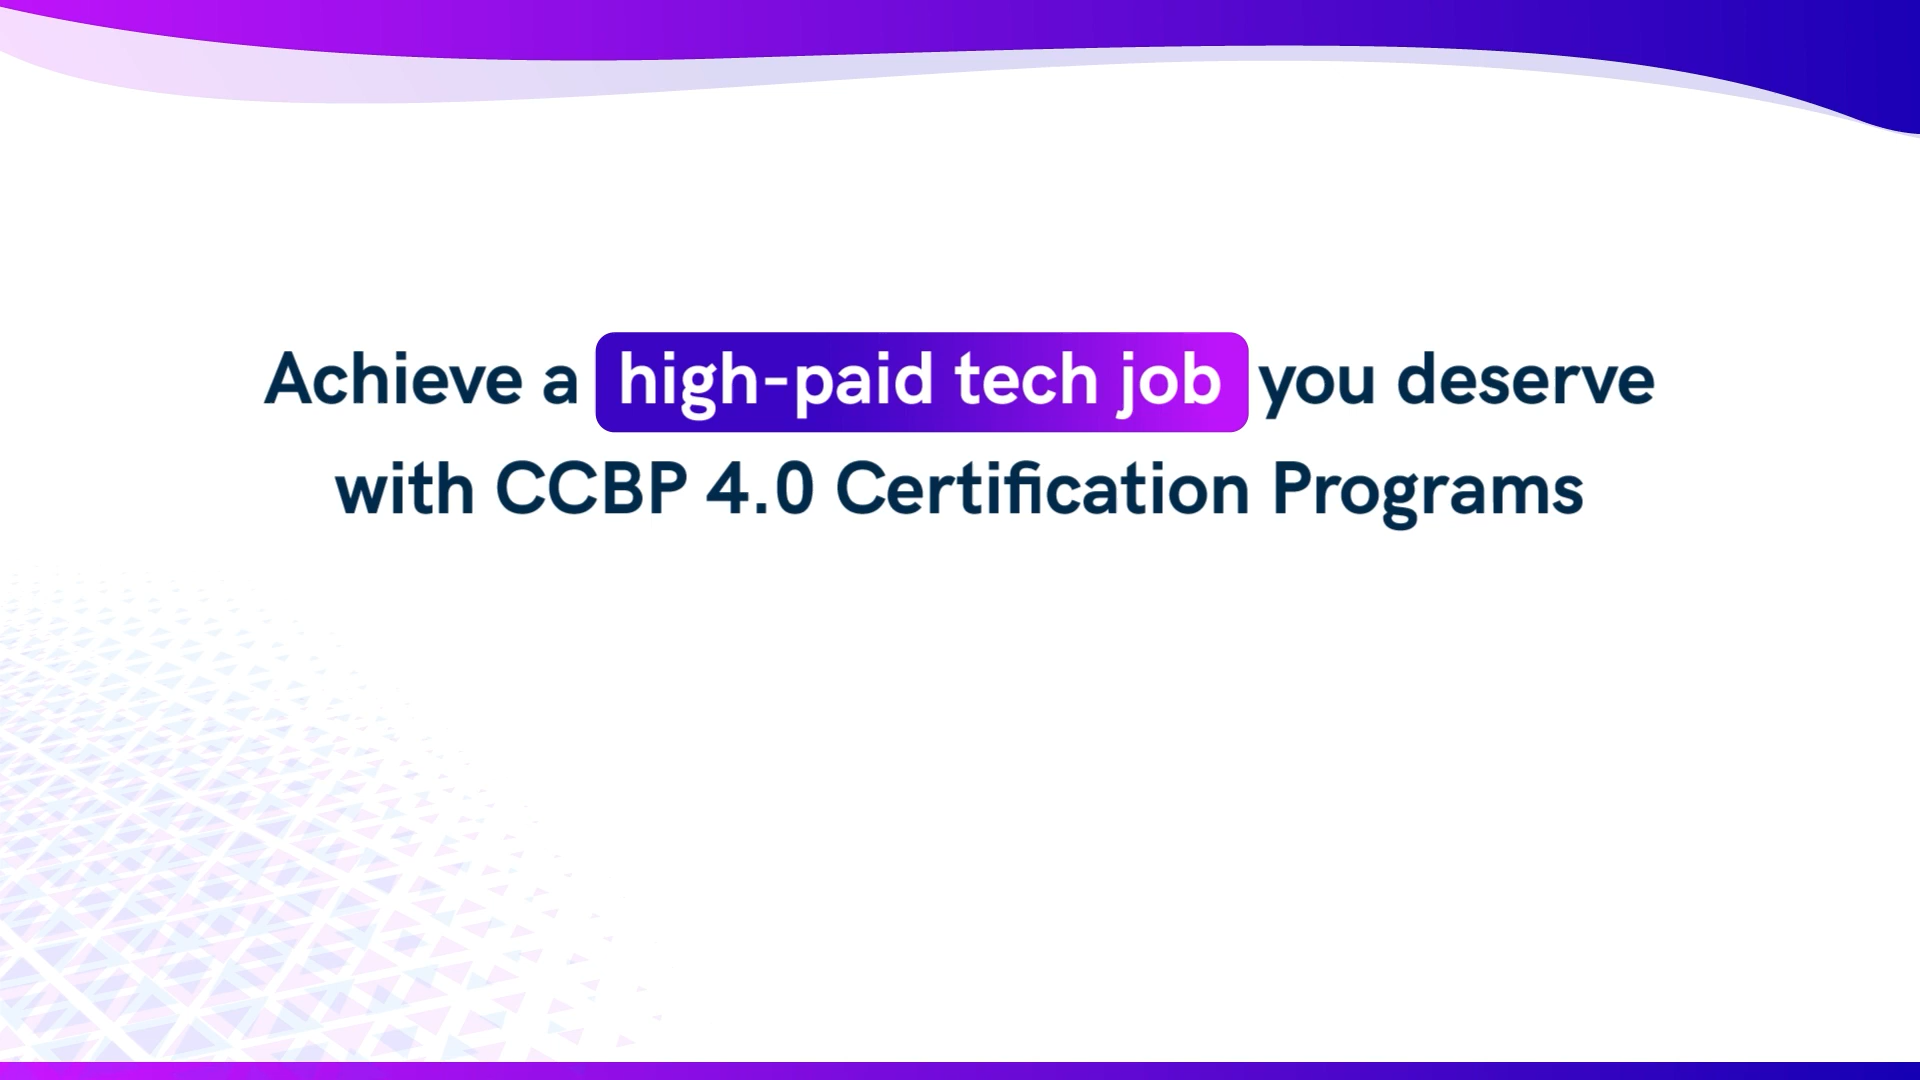 Achieve a high-paid tech job you deserve
with CCBP 4.0 Certification Programs